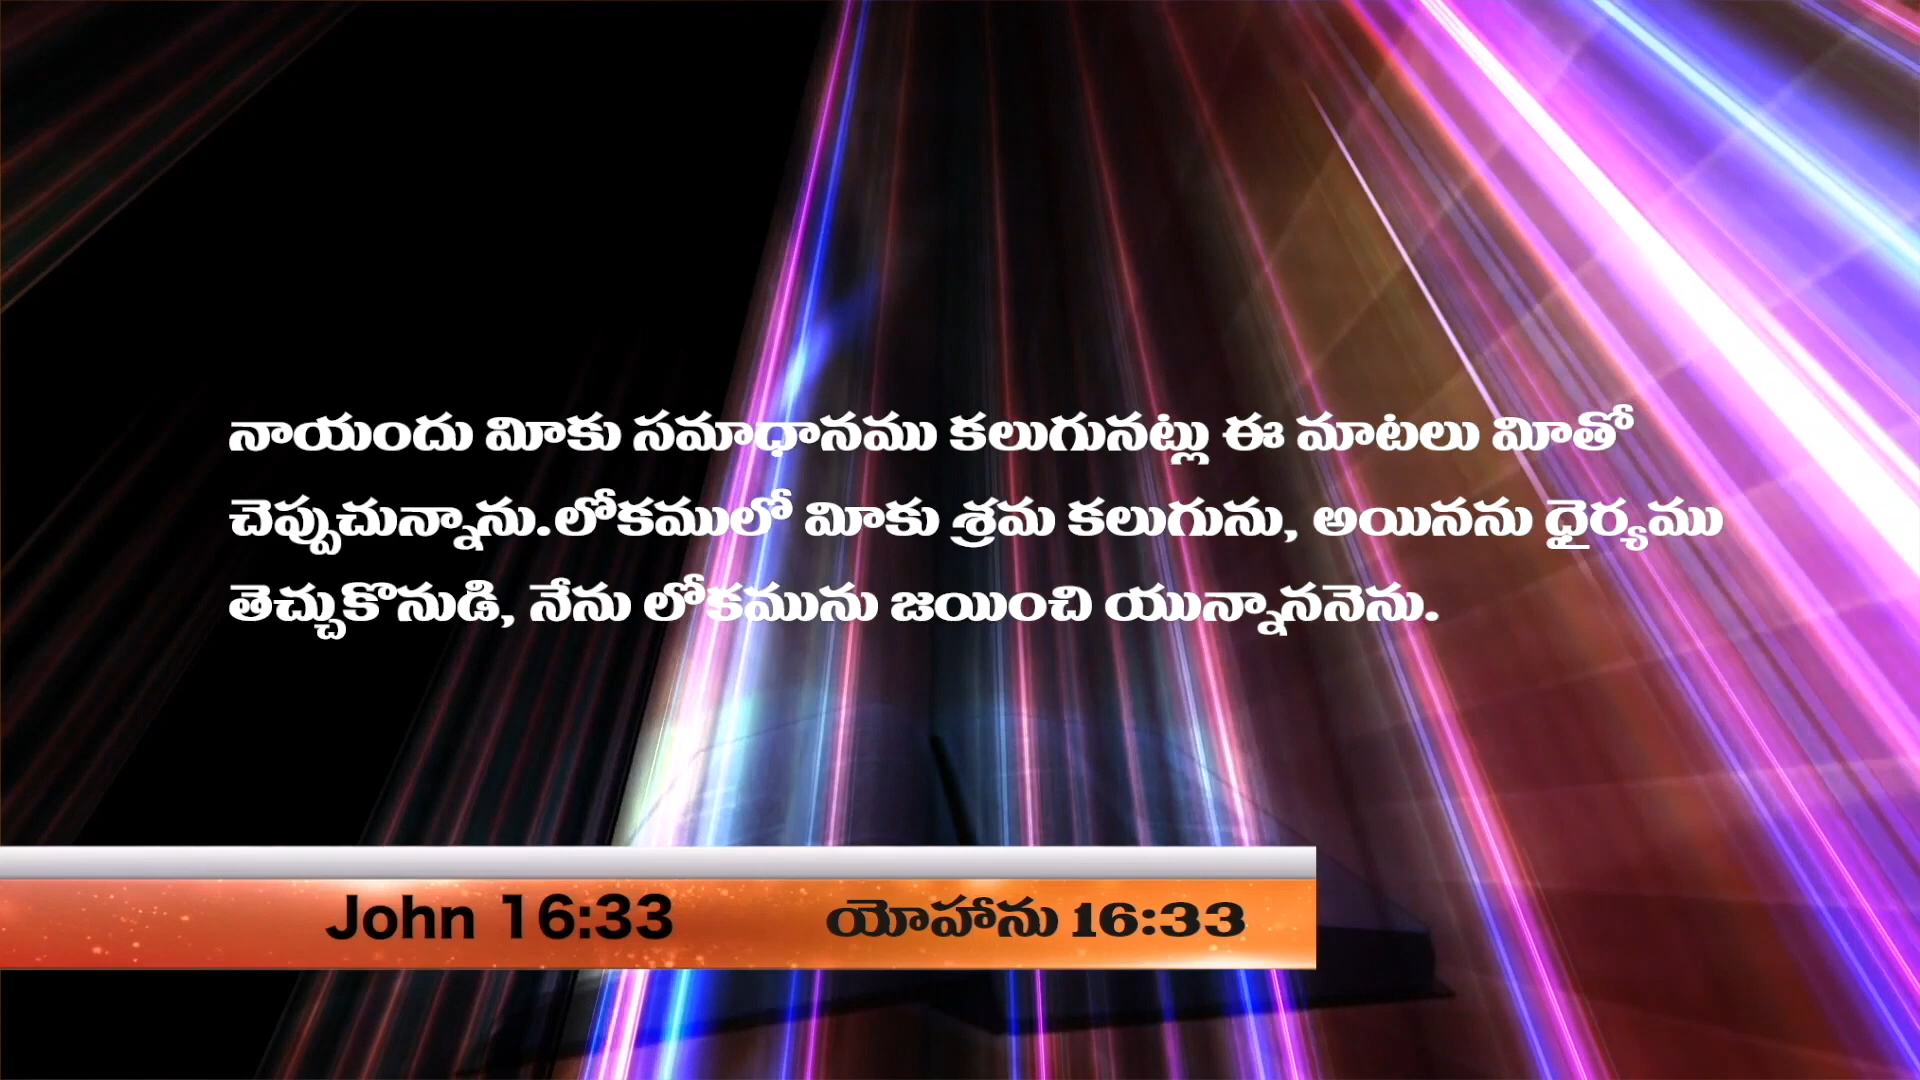 నాయందు మీకు సమాధానము కలుగునట్లు ఈ మాటలు మీతో
చెప్పుచున్నాను.లోకములో మీకు శ్రమ కలుగును, అయినను ధైర్యము
తెచ్చుకొనుడి, నేను లోకమును జయించి యున్నాననెను.
John 16:33 యోహాను 16:33